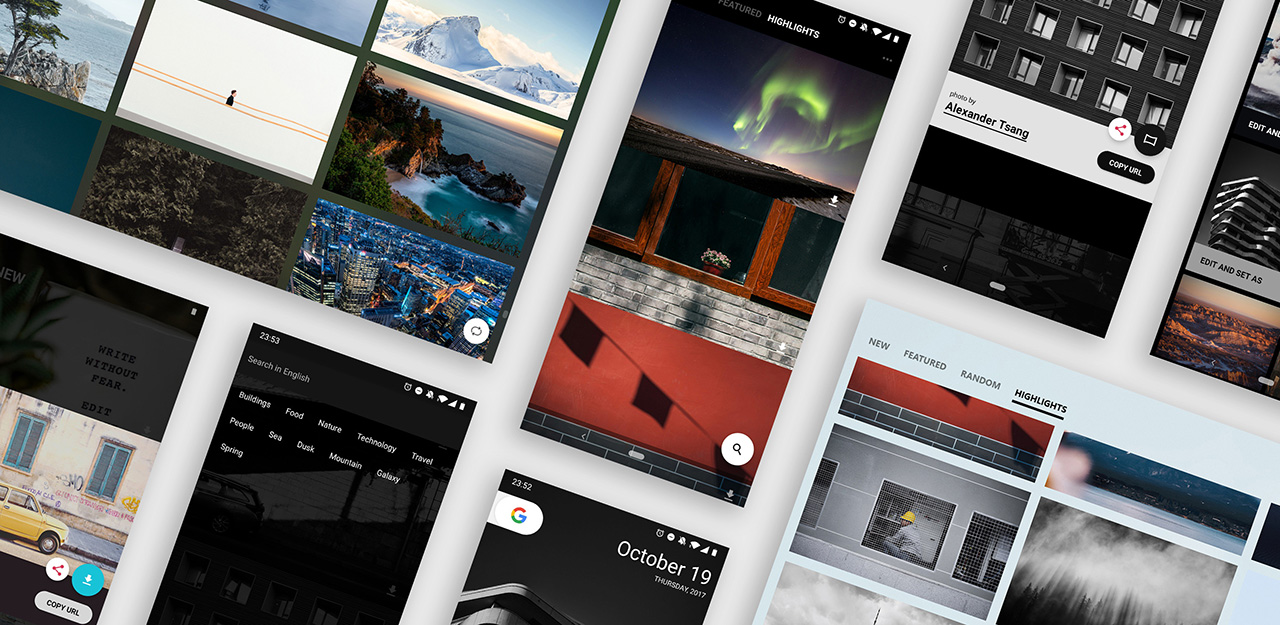 FEATURED HIGHLIGHTS
photo by
Alexander Tsang
COPY URL
EDIT AND
EDIT AND SET AS
NEW
WRITE
WITHOUT
FEAR.
EDIT
COPY URL
23:53
Search in English
Buildings Food Nature Technology Travel
People Sea Dusk Mountain Galaxy
Spring
23:52
G
October 19
THURSDAY, 2017
NEW FEATURED RANDOM HIGHLIGHTS